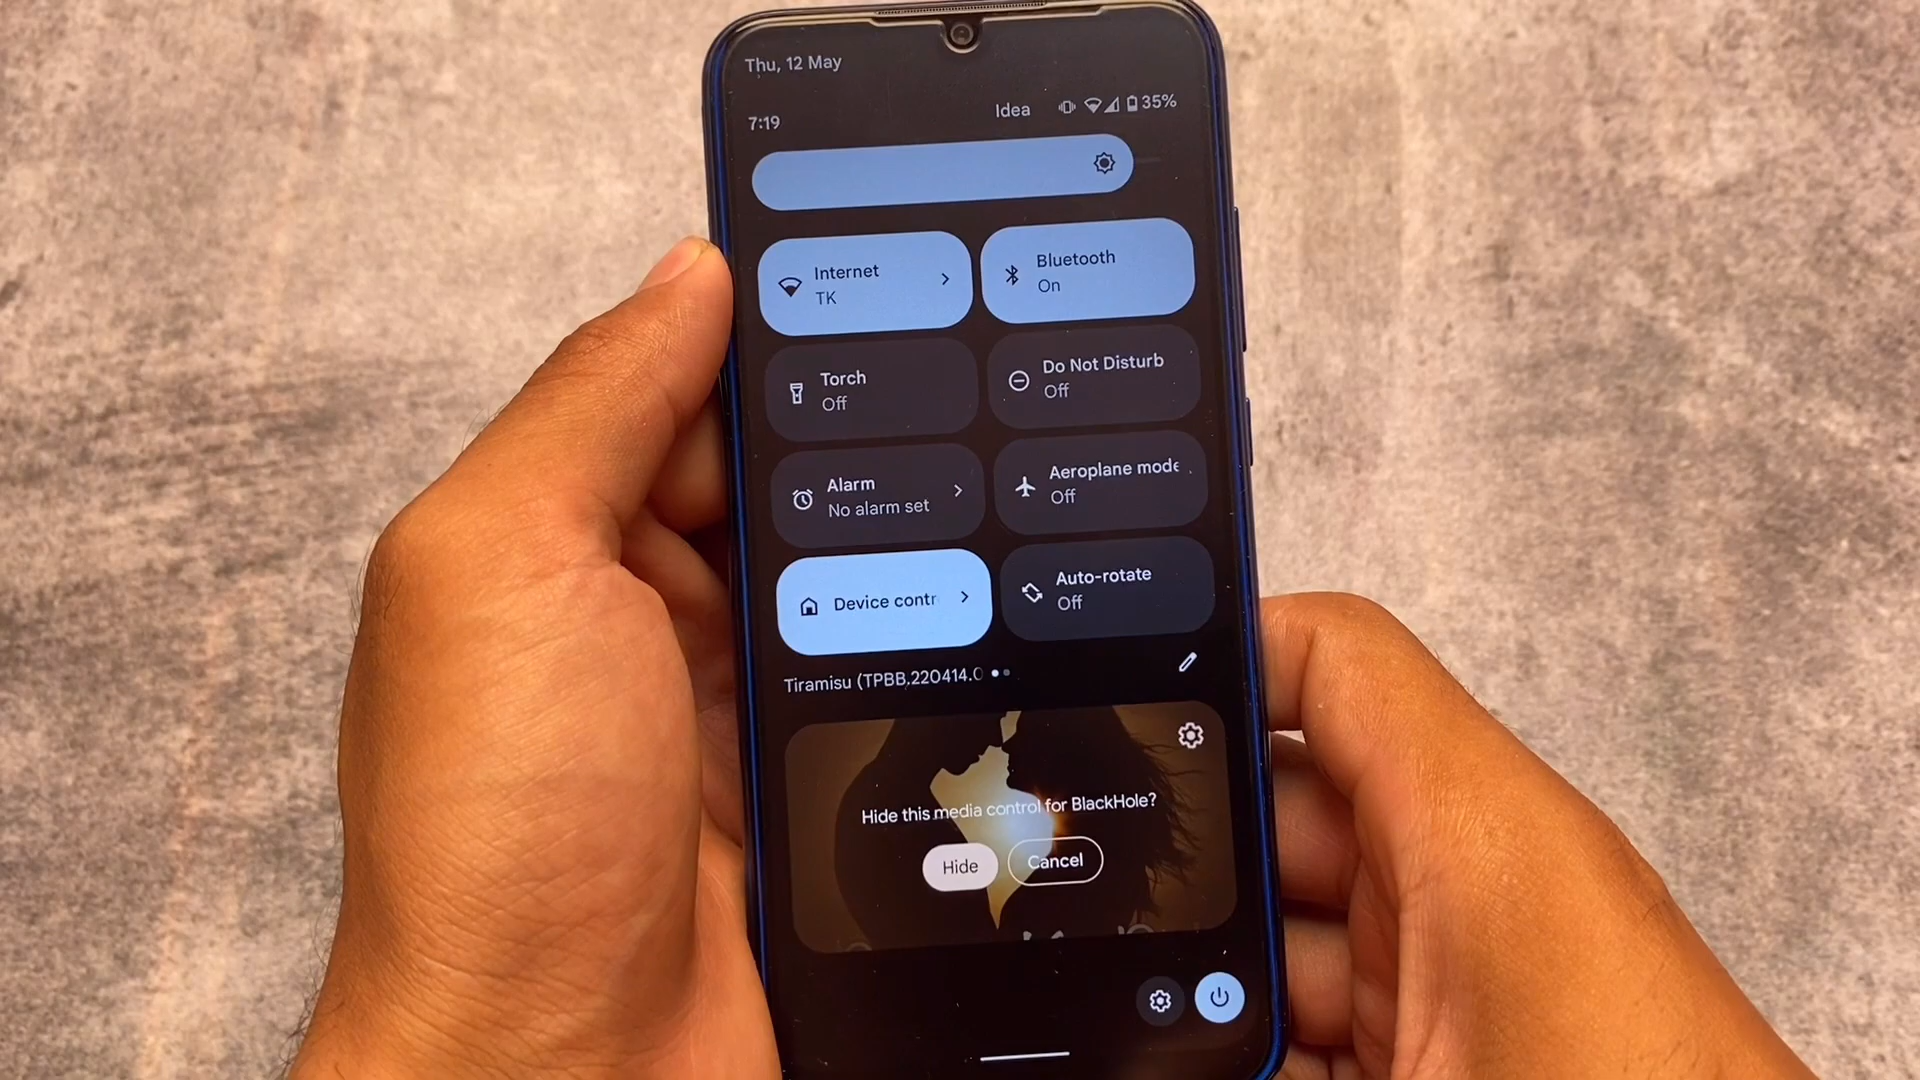 Thu, 12 May
7:19
Idea
35%
Internet
TK
Bluetooth
On
Torch
Off
Do Not Disturb
Off
Alarm
No alarm set
Aeroplane mode
Off
Device contr
Auto-rotate
Off
Tiramisu (TPBB.220414.0
Hide this media control for BlackHole?
Hide
Cancel